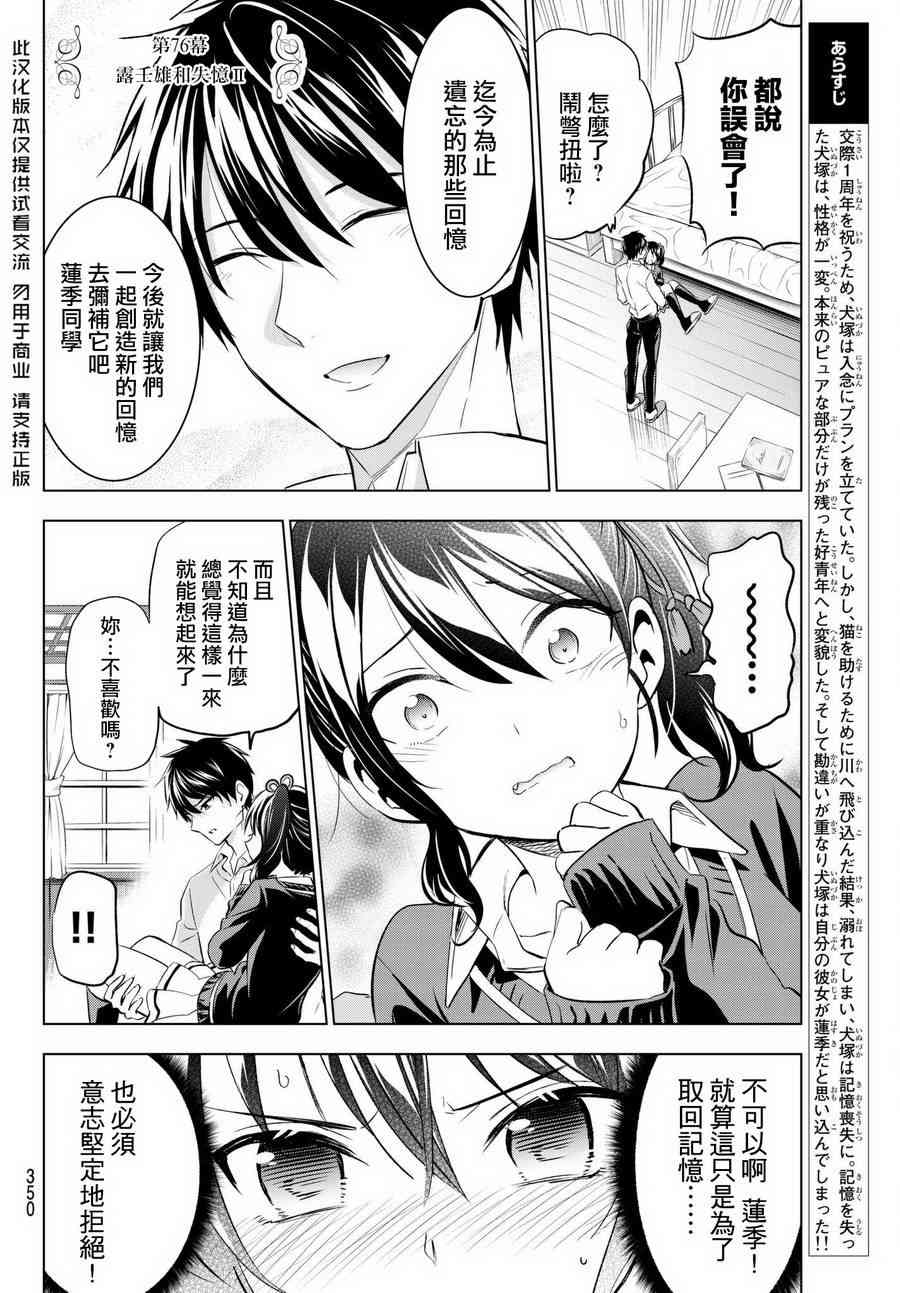 あらすじ
交際1周年を祝うため、犬塚は入念にプランを立てていた。しかし、猫を助けるために川へ飛び込んだ結果、溺れてしまい、犬塚は記憶喪失に。記憶を失っ
た犬塚は、性格が一変。本来のピュアな部分だけが残った好青年へと変貌した。そして勘違いが重なり犬塚は自分の彼女が蓮季だと思い込んでしまった!!
都說
你誤會了！
怎麼了？
鬧彆扭啦？
第76幕
露壬雄和失憶Ⅱ
迄今為止
遺忘的那些回憶
今後就讓我們
一起創造新的回憶
去彌補它吧
蓮季同學
～～～～
而且
不知道為什麼
總覺得這樣一來
就能想起來了
妳…不喜歡嗎？
!!
不可以啊 蓮季！
就算這只是為了
取回記憶……
也必須
意志堅定地拒絕！
350
此汉化版本仅提供试看交流 勿用于商业 请支持正版